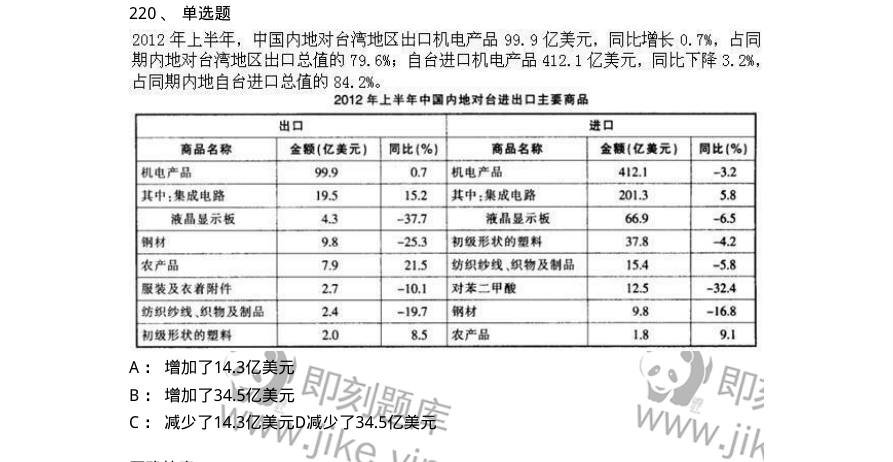 220 、 单选题
2012 年上半年，中国内地对台湾地区出口机电产品 99.9 亿美元，同比增长 0.7%，占同
期内地对台湾地区出口总值的 79.6%；自台进口机电产品 412.1 亿美元，同比下降 3.2%，
占同期内地自台进口总值的 84.2%。
2012 年上半年中国内地对台进出口主要商品
出口 进口
商品名称 金额(亿美元) 同比(%) 商品名称 金额(亿美元) 同比(%)
机电产品 99.9 0.7 机电产品 412.1 -3.2
其中:集成电路 19.5 15.2 其中:集成电路 201.3 5.8
液晶显示板 4.3 -37.7 液晶显示板 66.9 -6.5
钢材 9.8 -25.3 初级形状的塑料 37.8 -4.2
农产品 7.9 21.5 纺织纱线、织物及制品 15.4 -5.8
服装及衣着附件 2.7 -10.1 对苯二甲酸 12.5 -32.4
纺织纱线、织物及制品 2.4 -19.7 钢材 9.8 -16.8
初级形状的塑料 2.0 8.5 农产品 1.8 9.1
A： 增加了14.3亿美元
B： 增加了34.5亿美元
C： 减少了14.3亿美元D减少了34.5亿美元
即刻题库
www.jike.vip
即刻
www.jik